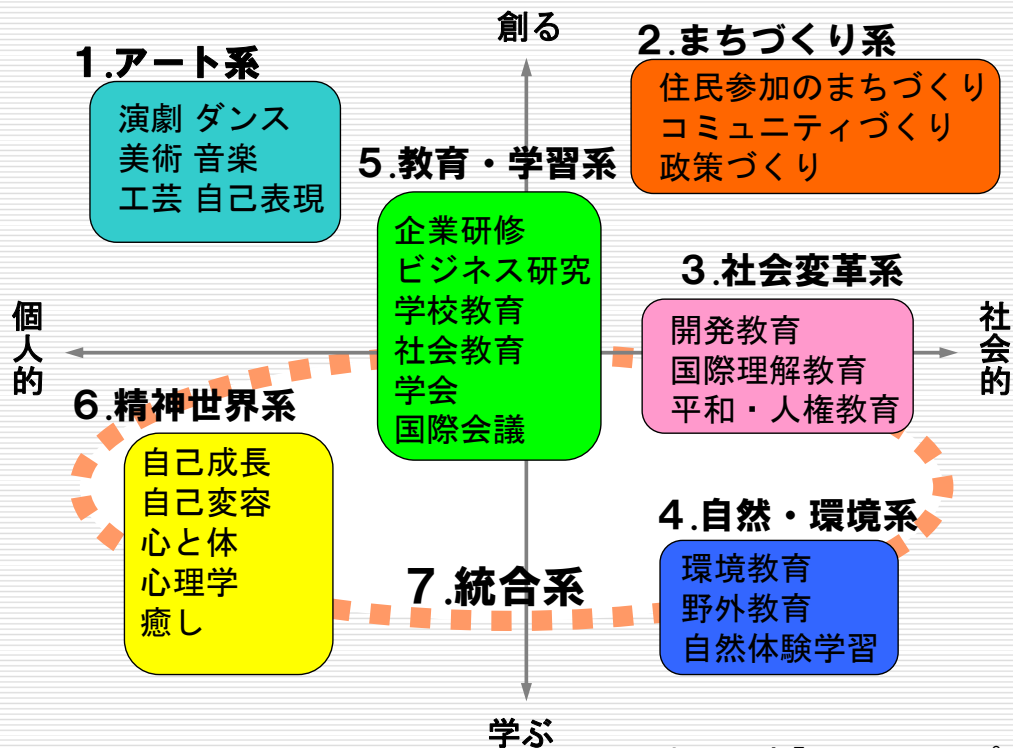 創る
1.アート系
演劇 ダンス
美術 音楽
工芸 自己表現
2.まちづくり系
住民参加のまちづくり
コミュニティづくり
政策づくり
5.教育・学習系
企業研修
ビジネス研究
学校教育
社会教育
学会
国際会議
3.社会変革系
開発教育
国際理解教育
平和・人権教育
個人的
社会的
6.精神世界系
自己成長
自己変容
心と体
心理学
癒し
4.自然・環境系
環境教育
野外教育
自然体験学習
7.統合系
学ぶ